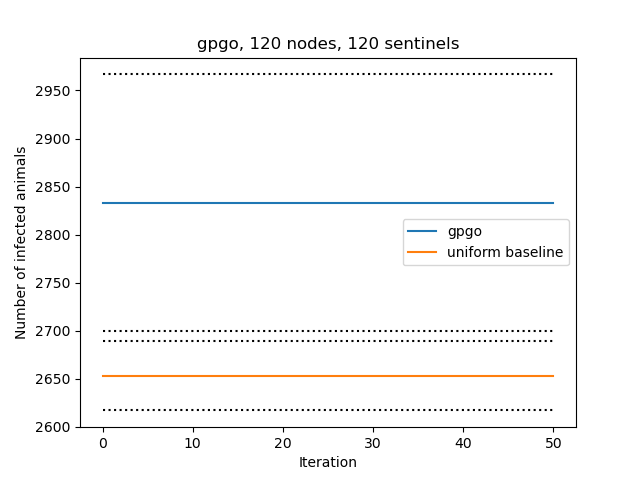 gpgo, 120 nodes, 120 sentinels
Number of infected animals
2950
2900
2850
2800
2750
2700
2650
2600
gpgo
uniform baseline
0 10 20 30 40 50
Iteration